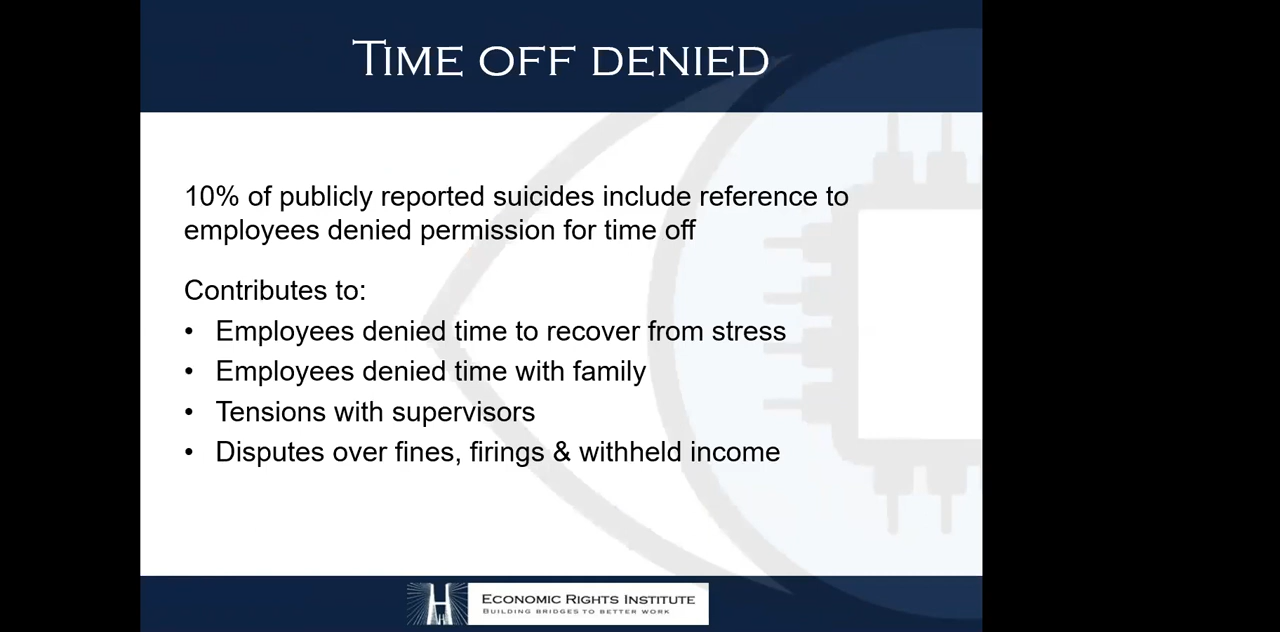 TIME OFF DENIED
10% of publicly reported suicides include reference to
employees denied permission for time off
Contributes to:
• Employees denied time to recover from stress
• Employees denied time with family
• Tensions with supervisors
• Disputes over fines, firings & withheld income
ECONOMIC RIGHTS INSTITUTE
BUILDING BRIDGES TO BETTER WORK